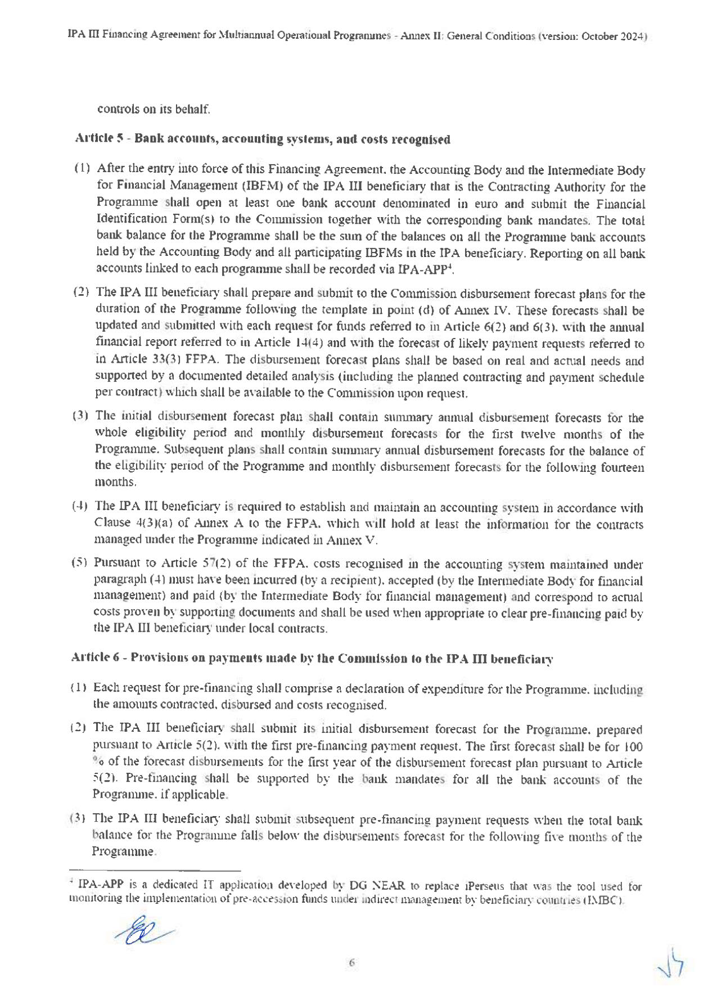 IPA III Financing Agreement for Multiannual Operational Programmes - Annex II: General Conditions (version: October 2024)
controls on its behalf.
Article 5 - Bank accounts, accounting systems, and costs recognised
(1) After the entry into force of this Financing Agreement, the Accounting Body and the Intermediate Body
for Financial Management (IBFM) of the IPA III beneficiary that is the Contracting Authority for the
Programme shall open at least one bank account denominated in euro and submit the Financial
Identification Form(s) to the Commission together with the corresponding bank mandates. The total
bank balance for the Programme shall be the sum of the balances on all the Programme bank accounts
held by the Accounting Body and all participating IBFMs in the IPA beneficiary. Reporting on all bank
accounts linked to each programme shall be recorded via IPA-APP⁴.
(2) The IPA III beneficiary shall prepare and submit to the Commission disbursement forecast plans for the
duration of the Programme following the template in point (d) of Annex IV. These forecasts shall be
updated and submitted with each request for funds referred to in Article 6(2) and 6(3), with the annual
financial report referred to in Article 14(4) and with the forecast of likely payment requests referred to
in Article 33(3) FFPA. The disbursement forecast plans shall be based on real and actual needs and
supported by a documented detailed analysis (including the planned contracting and payment schedule
per contract) which shall be available to the Commission upon request.
(3) The initial disbursement forecast plan shall contain summary annual disbursement forecasts for the
whole eligibility period and monthly disbursement forecasts for the first twelve months of the
Programme. Subsequent plans shall contain summary annual disbursement forecasts for the balance of
the eligibility period of the Programme and monthly disbursement forecasts for the following fourteen
months.
(4) The IPA III beneficiary is required to establish and maintain an accounting system in accordance with
Clause 4(3)(a) of Annex A to the FFPA, which will hold at least the information for the contracts
managed under the Programme indicated in Annex V.
(5) Pursuant to Article 57(2) of the FFPA, costs recognised in the accounting system maintained under
paragraph (4) must have been incurred (by a recipient), accepted (by the Intermediate Body for financial
management) and paid (by the Intermediate Body for financial management) and correspond to actual
costs proven by supporting documents and shall be used when appropriate to clear pre-financing paid by
the IPA III beneficiary under local contracts.
Article 6 - Provisions on payments made by the Commission to the IPA III beneficiary
(1) Each request for pre-financing shall comprise a declaration of expenditure for the Programme, including
the amounts contracted, disbursed and costs recognised.
(2) The IPA III beneficiary shall submit its initial disbursement forecast for the Programme, prepared
pursuant to Article 5(2), with the first pre-financing payment request. The first forecast shall be for 100
% of the forecast disbursements for the first year of the disbursement forecast plan pursuant to Article
5(2). Pre-financing shall be supported by the bank mandates for all the bank accounts of the
Programme, if applicable.
(3) The IPA III beneficiary shall submit subsequent pre-financing payment requests when the total bank
balance for the Programme falls below the disbursements forecast for the following five months of the
Programme.
⁴ IPA-APP is a dedicated IT application developed by DG NEAR to replace iPerseus that was the tool used for
monitoring the implementation of pre-accession funds under indirect management by beneficiary countries (IMBC).
6